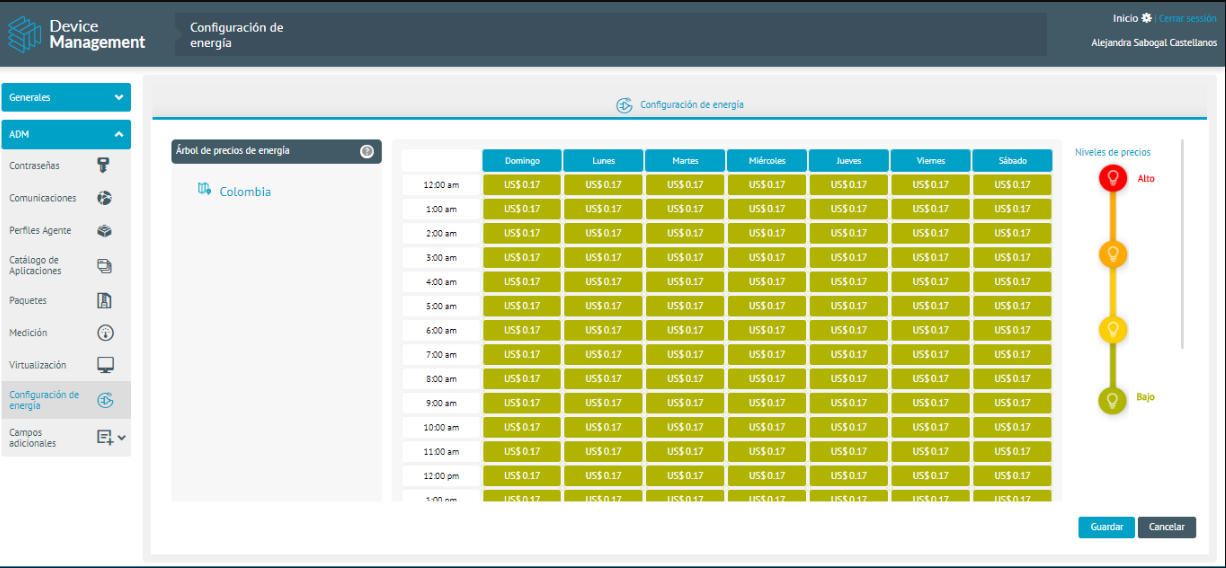 Device
Management
Configuración de
energía
Inicio | Cerrar sesión
Alejandra Sabogal Castellanos
Generales
ADM
Contraseñas
Comunicaciones
Perfiles Agente
Catálogo de
Aplicaciones
Paquetes
Medición
Virtualización
Configuración de
energía
Campos
adicionales
Configuración de energía
Árbol de precios de energía ?
Colombia
Domingo Lunes Martes Miércoles Jueves Viernes Sábado
12:00 am US$ 0.17 US$ 0.17 US$ 0.17 US$ 0.17 US$ 0.17 US$ 0.17 US$ 0.17
1:00 am US$ 0.17 US$ 0.17 US$ 0.17 US$ 0.17 US$ 0.17 US$ 0.17 US$ 0.17
2:00 am US$ 0.17 US$ 0.17 US$ 0.17 US$ 0.17 US$ 0.17 US$ 0.17 US$ 0.17
3:00 am US$ 0.17 US$ 0.17 US$ 0.17 US$ 0.17 US$ 0.17 US$ 0.17 US$ 0.17
4:00 am US$ 0.17 US$ 0.17 US$ 0.17 US$ 0.17 US$ 0.17 US$ 0.17 US$ 0.17
5:00 am US$ 0.17 US$ 0.17 US$ 0.17 US$ 0.17 US$ 0.17 US$ 0.17 US$ 0.17
6:00 am US$ 0.17 US$ 0.17 US$ 0.17 US$ 0.17 US$ 0.17 US$ 0.17 US$ 0.17
7:00 am US$ 0.17 US$ 0.17 US$ 0.17 US$ 0.17 US$ 0.17 US$ 0.17 US$ 0.17
8:00 am US$ 0.17 US$ 0.17 US$ 0.17 US$ 0.17 US$ 0.17 US$ 0.17 US$ 0.17
9:00 am US$ 0.17 US$ 0.17 US$ 0.17 US$ 0.17 US$ 0.17 US$ 0.17 US$ 0.17
10:00 am US$ 0.17 US$ 0.17 US$ 0.17 US$ 0.17 US$ 0.17 US$ 0.17 US$ 0.17
11:00 am US$ 0.17 US$ 0.17 US$ 0.17 US$ 0.17 US$ 0.17 US$ 0.17 US$ 0.17
12:00 pm US$ 0.17 US$ 0.17 US$ 0.17 US$ 0.17 US$ 0.17 US$ 0.17 US$ 0.17
1:00 pm US$ 0.17 US$ 0.17 US$ 0.17 US$ 0.17 US$ 0.17 US$ 0.17 US$ 0.17
Niveles de precios
Alto
Bajo
Guardar Cancelar